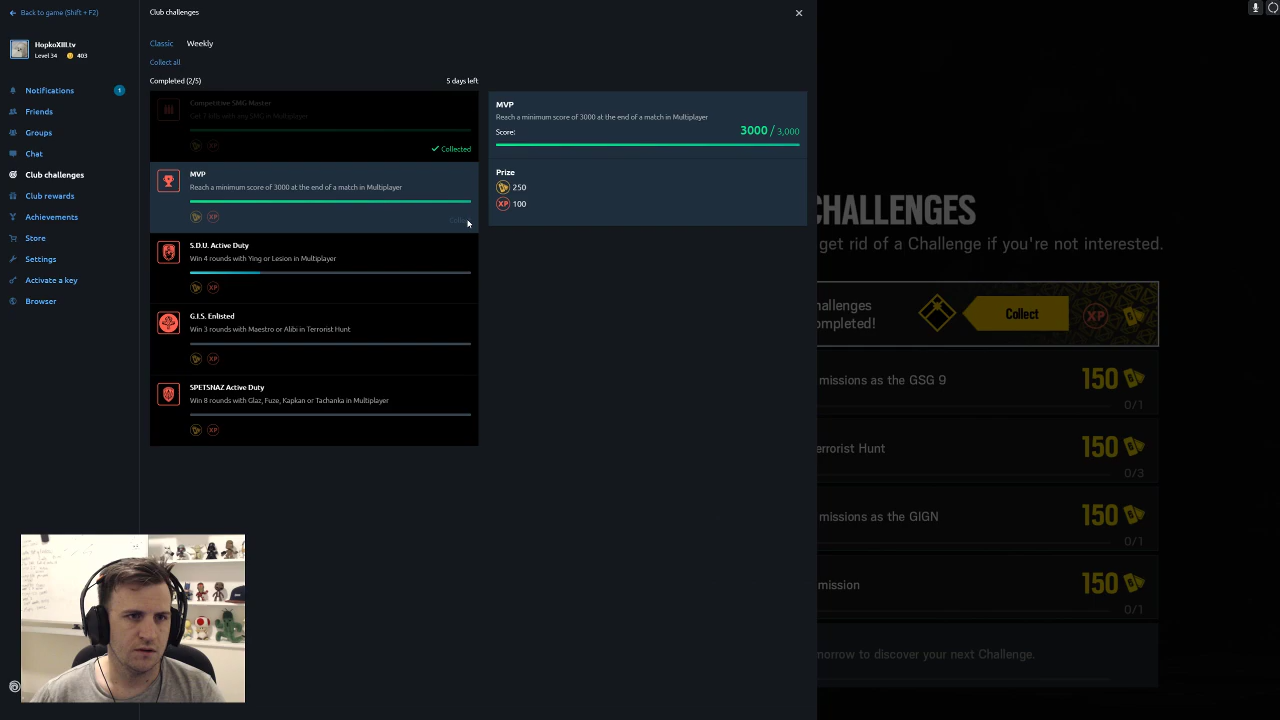 Back to game (Shift + F2)
HopkoXIII.tv
Level 34 403
Notifications 1
Friends
Groups
Chat
Club challenges
Club rewards
Achievements
Store
Settings
Activate a key
Browser
Club challenges
Classic Weekly
Collect all
Completed (2/5) 5 days left
Competitive SMG Master
Multiplayer
XP
Collected
MVP
Reach a minimum score of 3000 at the end of a match in Multiplayer
XP
S.D.U. Active Duty
Win 4 rounds with Ying or Lesion in Multiplayer
XP
G.I.S. Enlisted
Win 3 rounds with Maestro or Alibi in Terrorist Hunt
XP
SPETSNAZ Active Duty
Win 8 rounds with Glaz, Fuze, Kapkan or Tachanka in Multiplayer
XP
MVP
Reach a minimum score of 3000 at the end of a match in Multiplayer
Score: 3000 / 3,000
Prize
250
XP 100
CHALLENGES
get rid of a Challenge if you're not interested.
hallenges
ompleted!
Collect XP
missions as the GSG 9 150
0/1
errorist Hunt 150
0/3
missions as the GIGN 150
0/1
mission 150
0/1
morrow to discover your next Challenge.